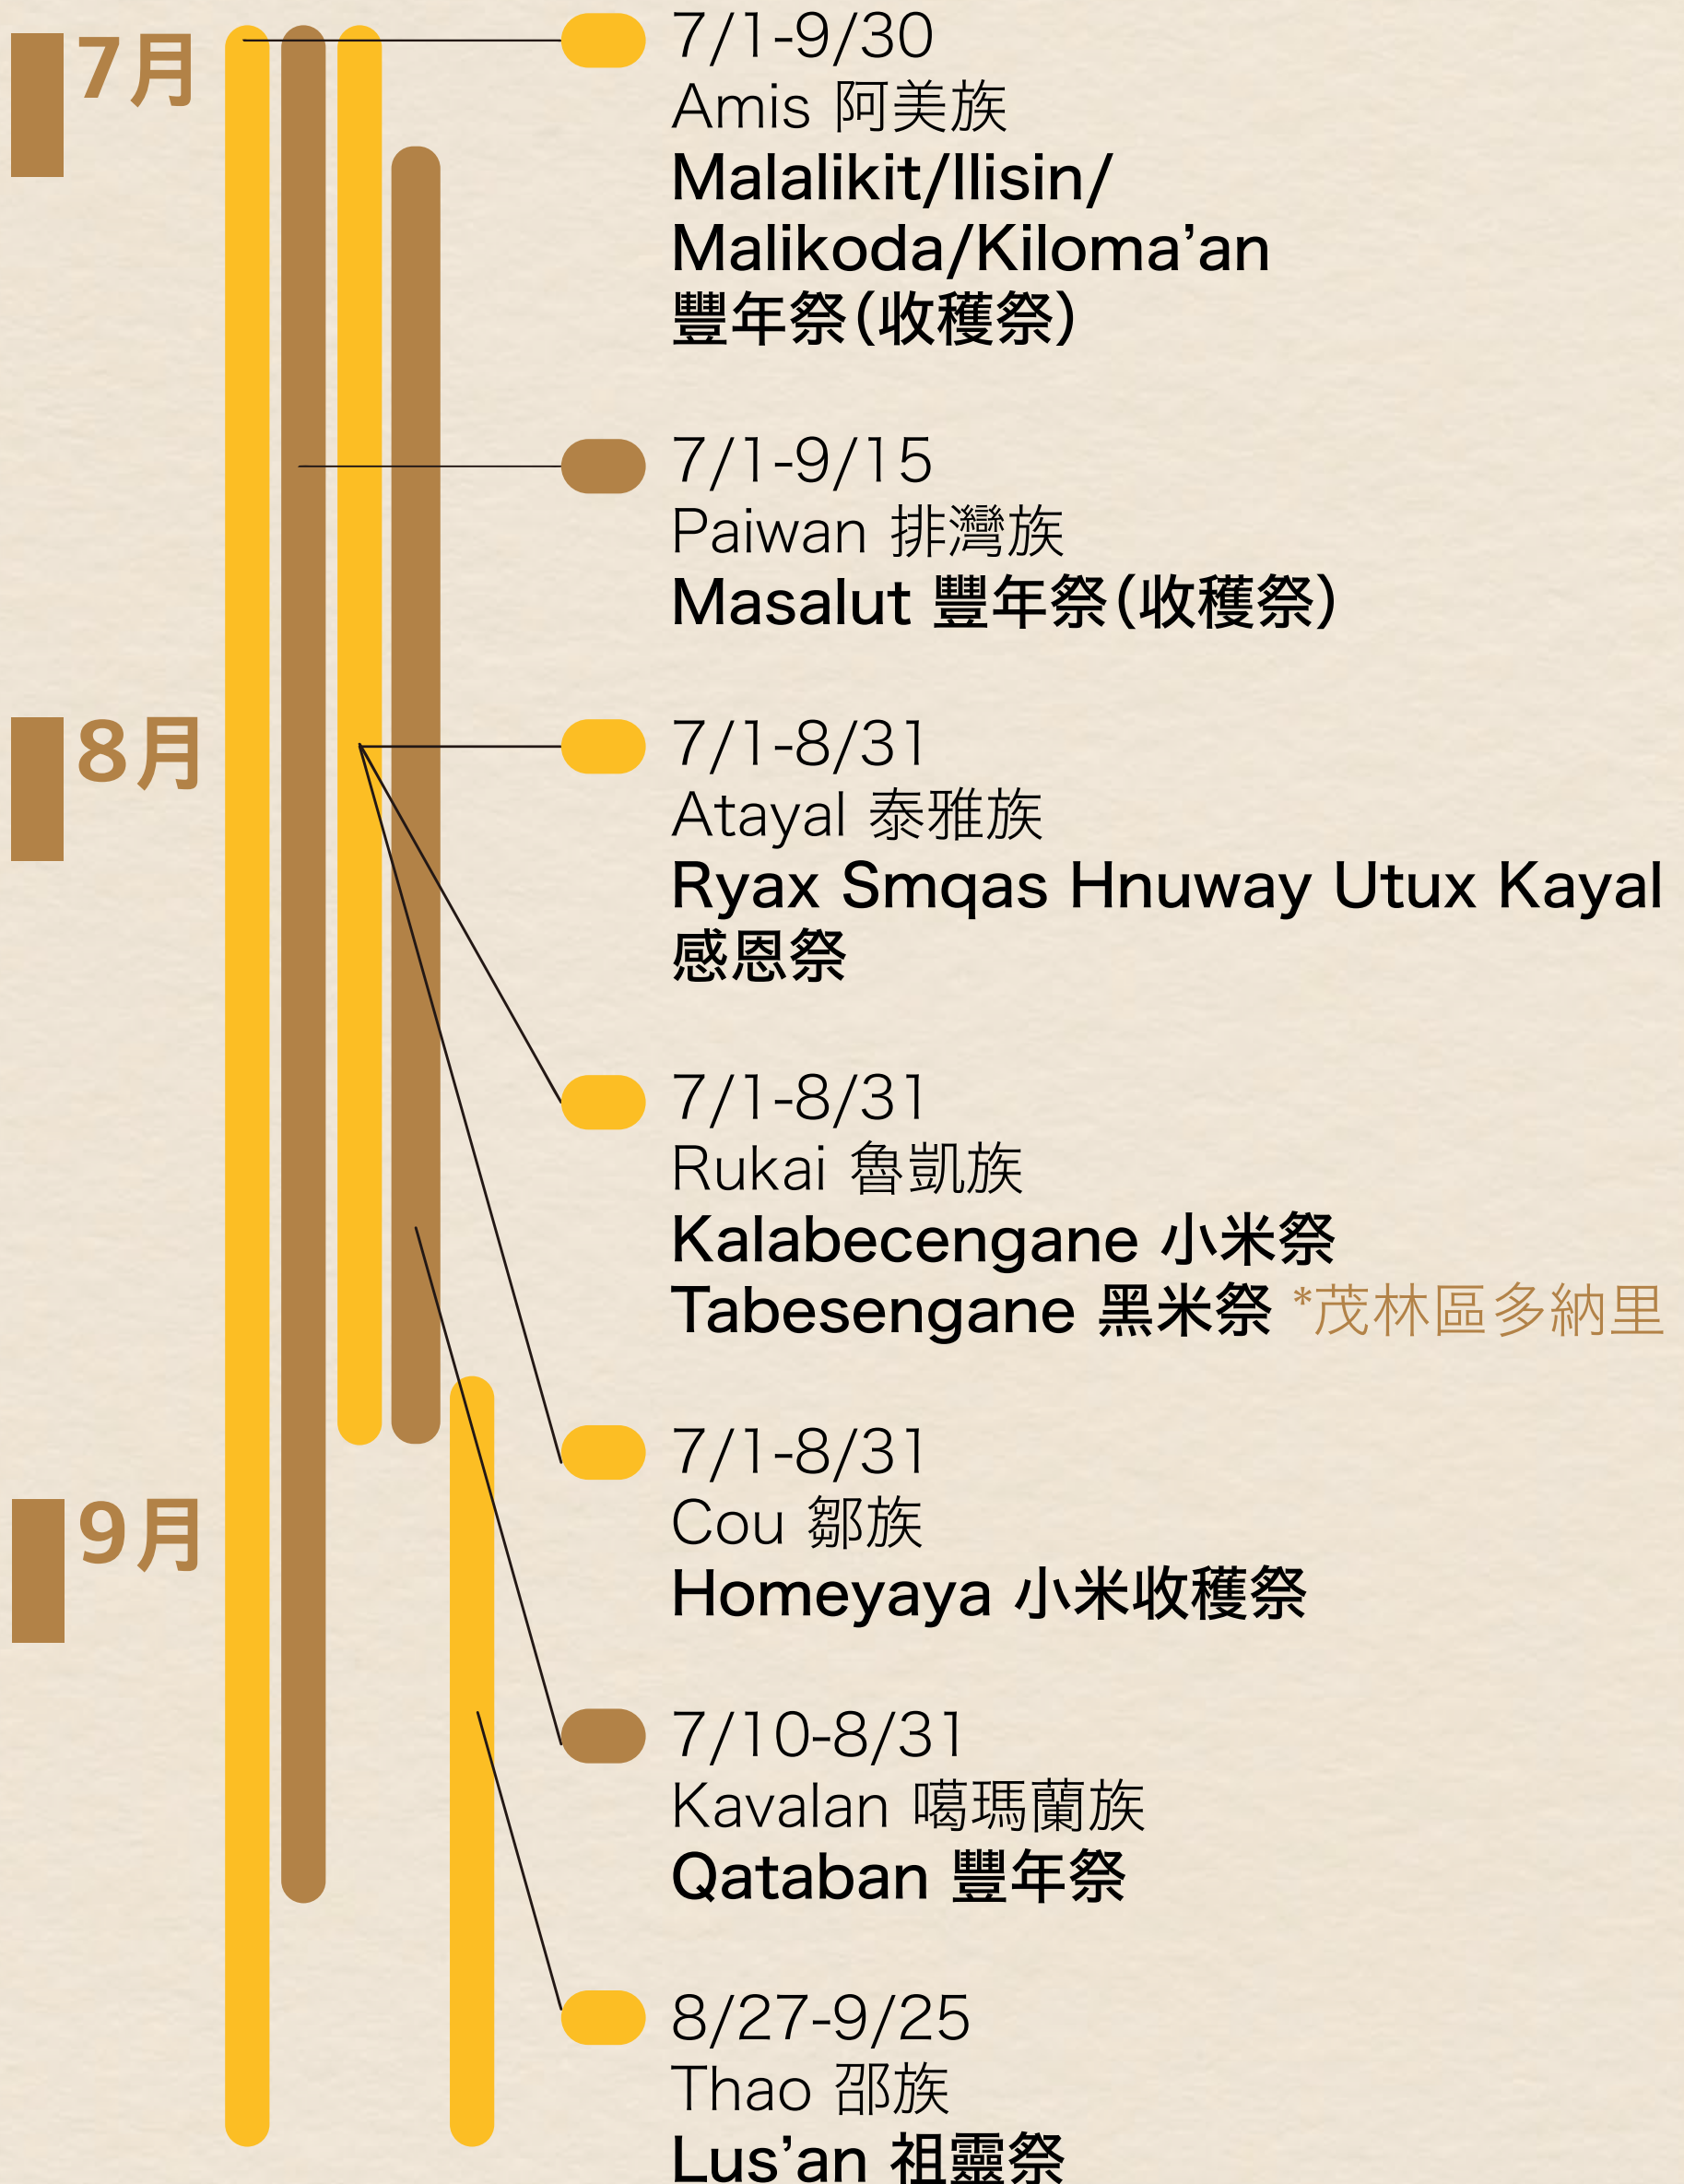 7月
7/1-9/30
Amis 阿美族
Malalikit/Ilisin/
Malikoda/Kiloma’an
豐年祭(收穫祭)
7/1-9/15
Paiwan 排灣族
Masalut 豐年祭(收穫祭)
8月
7/1-8/31
Atayal 泰雅族
Ryax Smqas Hnuway Utux Kayal
感恩祭
7/1-8/31
Rukai 魯凱族
Kalabecengane 小米祭
Tabesengane 黑米祭 *茂林區多納里
7/1-8/31
Cou 鄒族
Homeyaya 小米收穫祭
9月
7/10-8/31
Kavalan 噶瑪蘭族
Qataban 豐年祭
8/27-9/25
Thao 邵族
Lus’an 祖靈祭